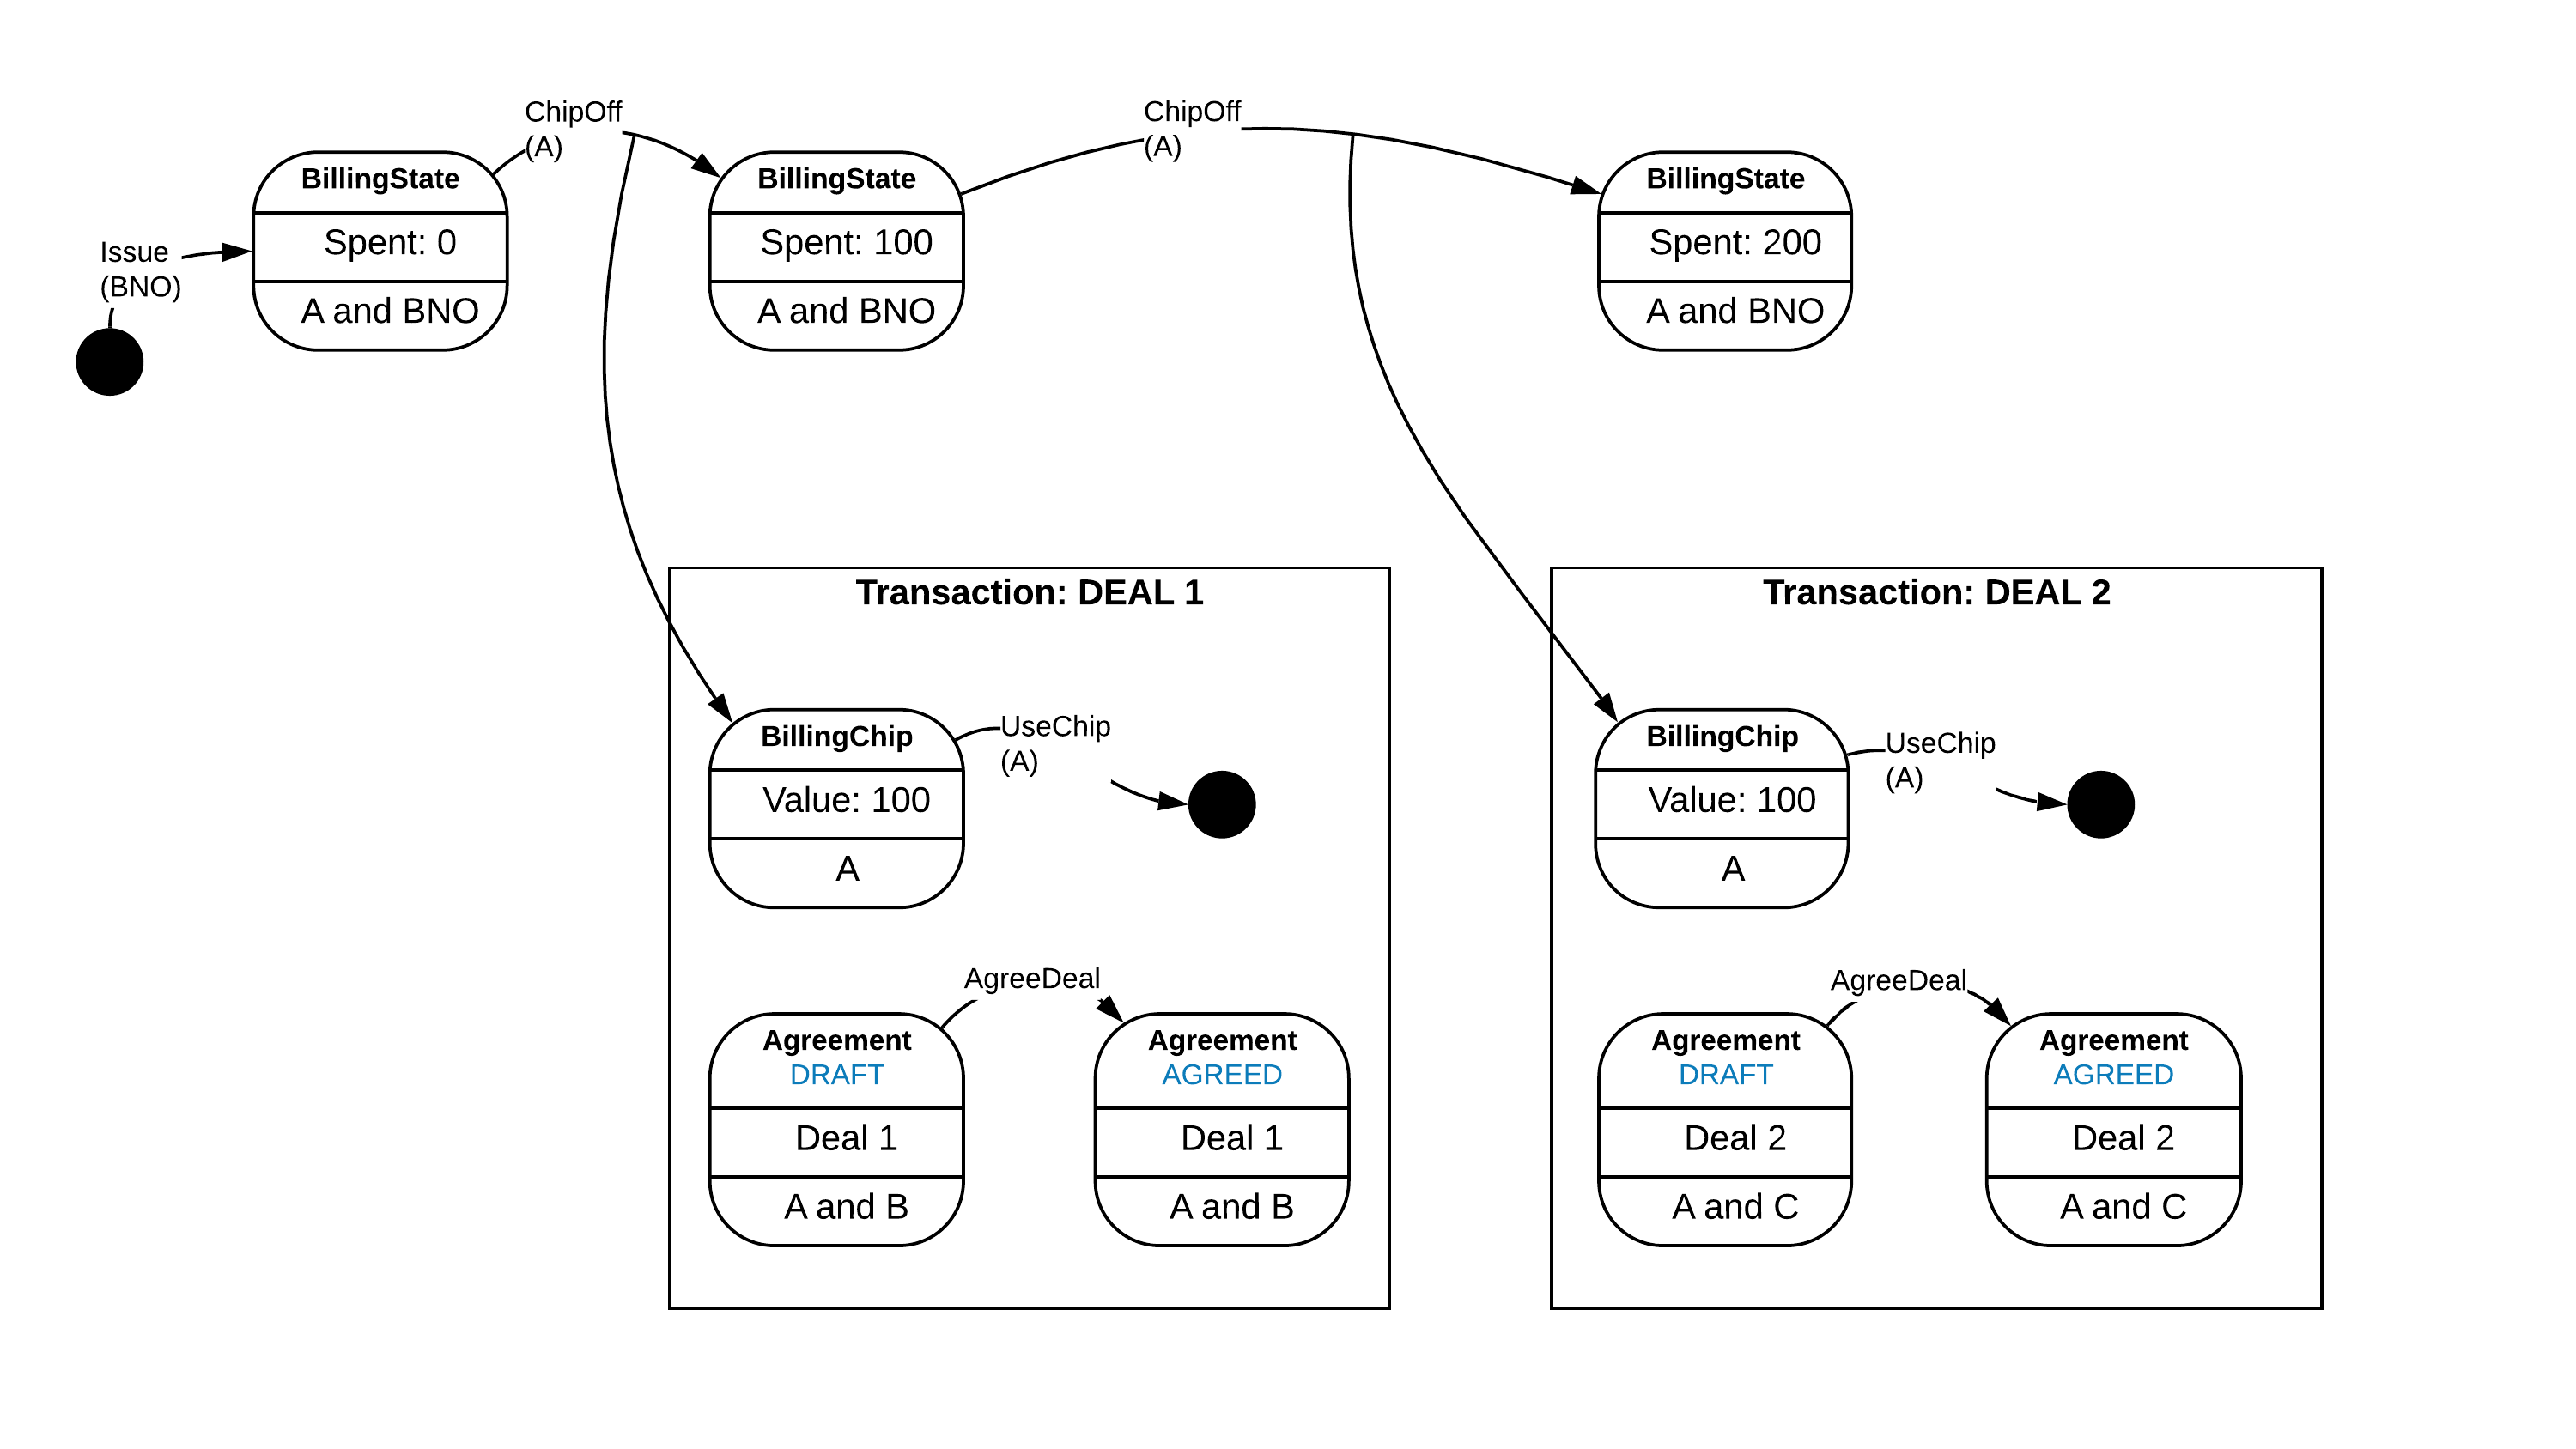 ChipOff
(A)
ChipOff
(A)
BillingState
Spent: 0
A and BNO
BillingState
Spent: 100
A and BNO
BillingState
Spent: 200
A and BNO
Issue
(BNO)
Transaction: DEAL 1
BillingChip
Value: 100
A
UseChip
(A)
AgreeDeal
Agreement
DRAFT
Deal 1
A and B
Agreement
AGREED
Deal 1
A and B
Transaction: DEAL 2
BillingChip
Value: 100
A
UseChip
(A)
AgreeDeal
Agreement
DRAFT
Deal 2
A and C
Agreement
AGREED
Deal 2
A and C